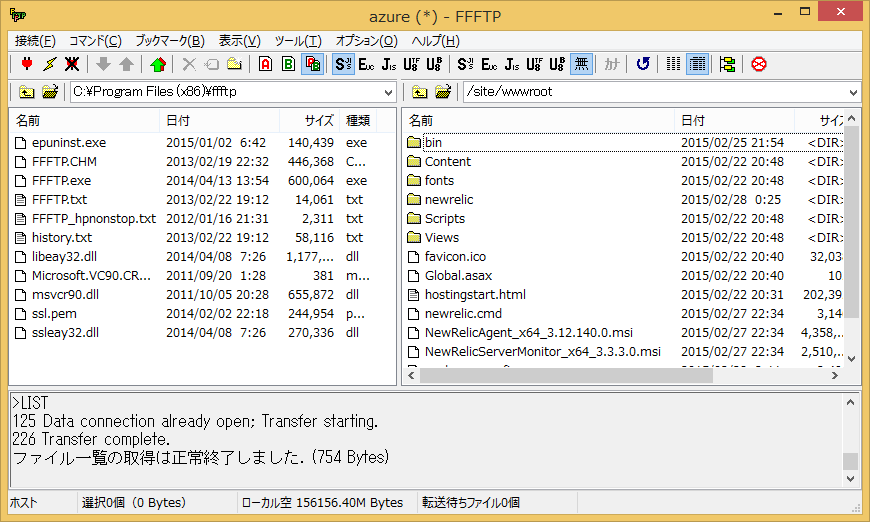 azure (*) - FFFTP
接続(F) コマンド(C) ブックマーク(B) 表示(V) ツール(T) オプション(O) ヘルプ(H)
C:¥Program Files (x86)¥ffftp
/site/wwwroot
名前 日付 サイズ 種類
epuninst.exe 2015/01/02 6:42 140,439 exe
FFFTP.CHM 2013/02/19 22:32 446,368 C...
FFFTP.exe 2014/04/13 13:54 600,064 exe
FFFTP.txt 2013/02/22 19:12 14,061 txt
FFFTP_hpnonstop.txt 2012/01/16 21:31 2,311 txt
history.txt 2013/02/22 19:12 58,116 txt
libeay32.dll 2014/04/08 7:26 1,177,... dll
Microsoft.VC90.CR... 2011/09/20 1:28 381 m...
msvcr90.dll 2011/10/05 20:28 655,872 dll
ssl.pem 2014/02/02 22:18 244,954 p...
ssleay32.dll 2014/04/08 7:26 270,336 dll
名前 日付 サイズ
bin 2015/02/25 21:54 <DIR>
Content 2015/02/22 20:48 <DIR>
fonts 2015/02/22 20:48 <DIR>
newrelic 2015/02/28 0:25 <DIR>
Scripts 2015/02/22 20:48 <DIR>
Views 2015/02/22 20:48 <DIR>
favicon.ico 2015/02/22 20:40 32,03
Global.asax 2015/02/22 20:40 10
hostingstart.html 2015/02/22 20:31 202,39
newrelic.cmd 2015/02/27 22:34 3,14
NewRelicAgent_x64_3.12.140.0.msi 2015/02/27 22:34 4,358,
NewRelicServerMonitor_x64_3.3.3.0.msi 2015/02/27 22:34 2,510,
>LIST
125 Data connection already open; Transfer starting.
226 Transfer complete.
ファイル一覧の取得は正常終了しました. (754 Bytes)
ホスト 選択0個 (0 Bytes) ローカル空 156156.40M Bytes 転送待ちファイル0個